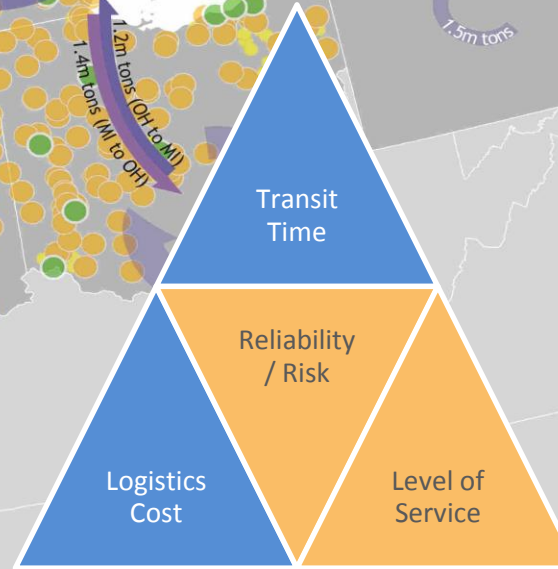 1.2m tons (OH to MI)
1.4m tons (MI to OH)
1.5m tons
Transit
Time
Reliability
/ Risk
Logistics
Cost
Level of
Service